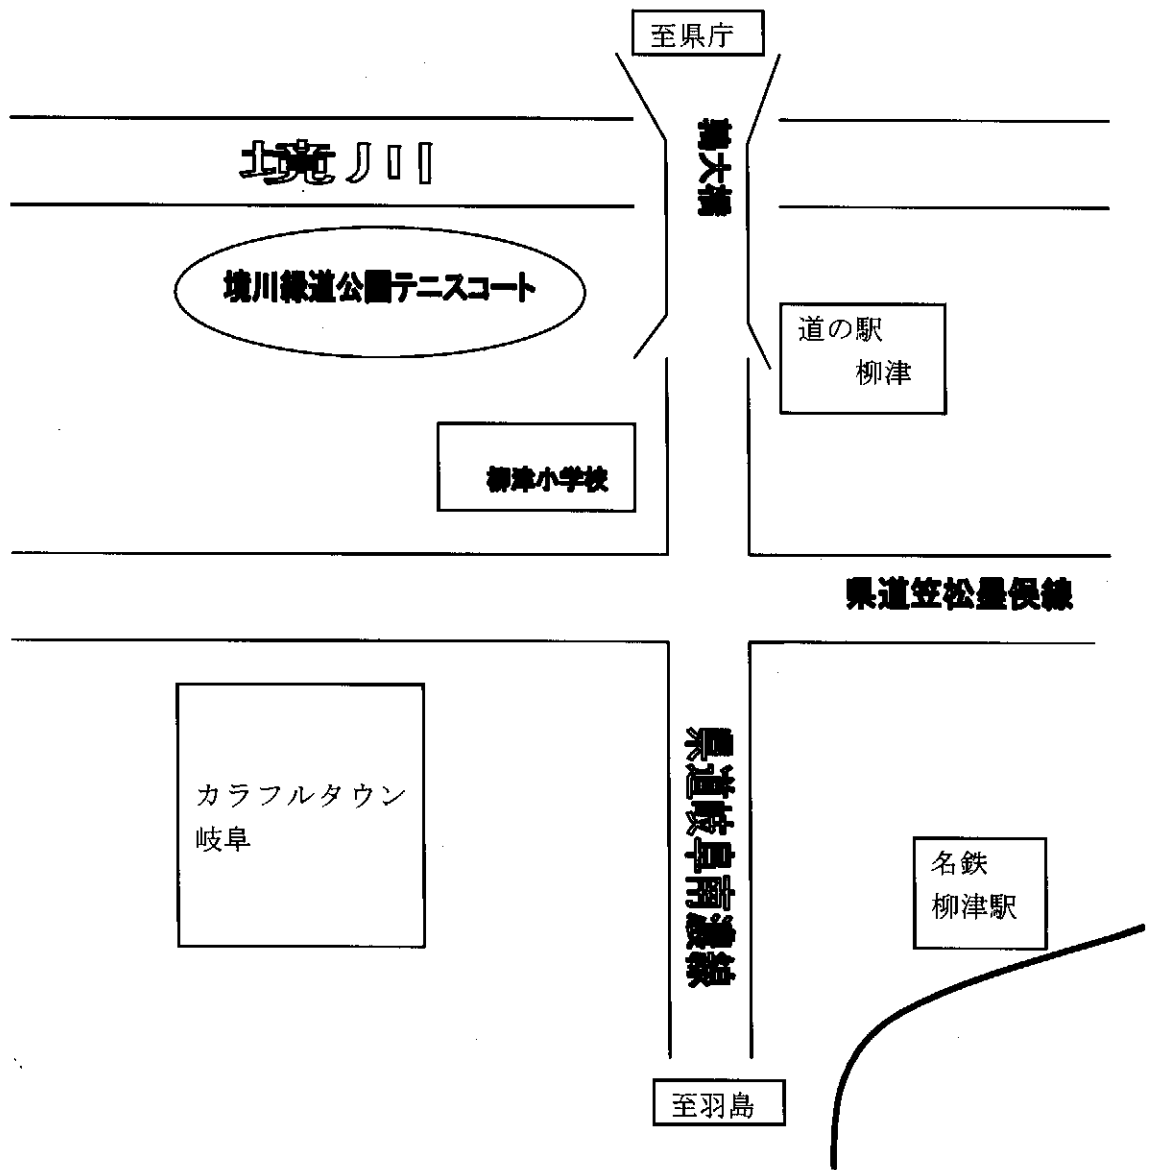 至県庁
境川
境川緑道公園テニスコート
道の駅
柳津
柳津小学校
県道笠松墨俣線
県道岐阜南濃線
カラフルタウン
岐阜
名鉄
柳津駅
至羽島